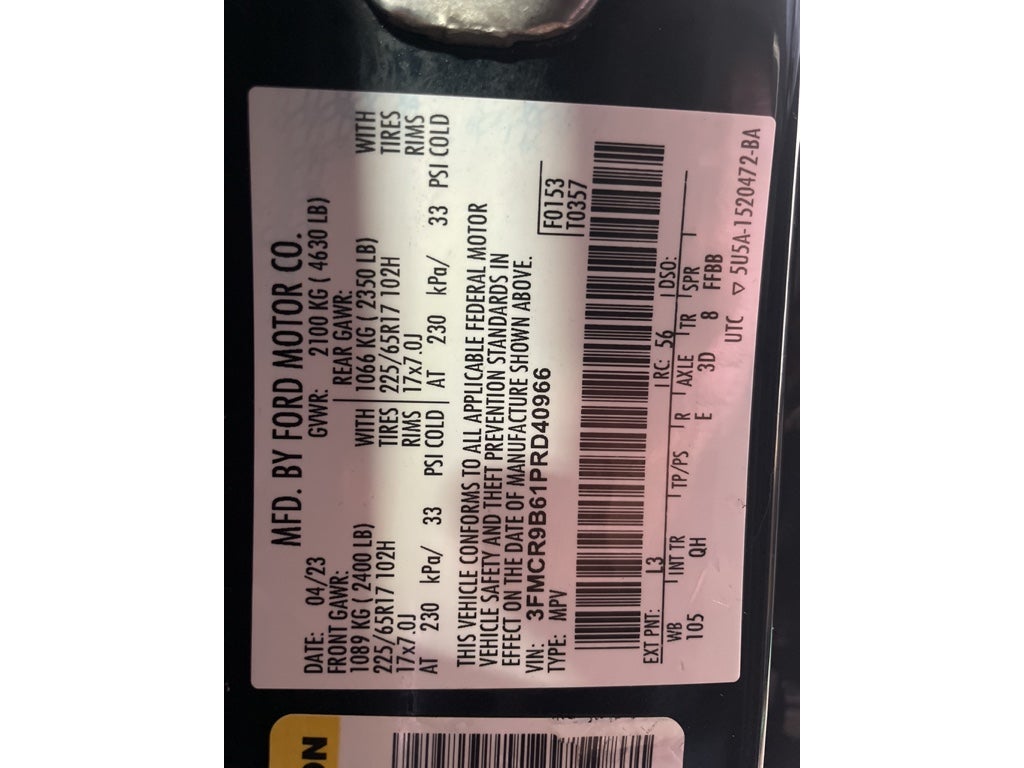 MFD. BY FORD MOTOR CO.
DATE: 04/23 GVWR: 2100 KG ( 4630 LB)
FRONT GAWR: REAR GAWR:
1089 KG ( 2400 LB) WITH 1066 KG ( 2350 LB) WITH
225/65R17 102H TIRES 225/65R17 102H TIRES
17x7.0J RIMS 17x7.0J RIMS
AT 230 kPa/ 33 PSI COLD AT 230 kPa/ 33 PSI COLD
THIS VEHICLE CONFORMS TO ALL APPLICABLE FEDERAL MOTOR
VEHICLE SAFETY AND THEFT PREVENTION STANDARDS IN
EFFECT ON THE DATE OF MANUFACTURE SHOWN ABOVE.
VIN: 3FMCR9B61PRD40966 F0153
TYPE: MPV T0357
EXT PNT: L3 RC: 56 DSO:
WB INT TR TP/PS R AXLE TR SPR
105 QH E 3D 8 FFBB
UTC ▽ 5U5A-1520472-BA
ON